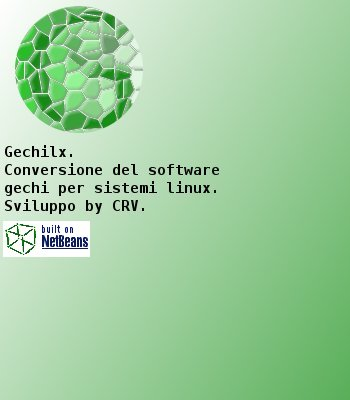 Gechilx.
Conversione del software
gechi per sistemi linux.
Sviluppo by CRV.
built on
NetBeans